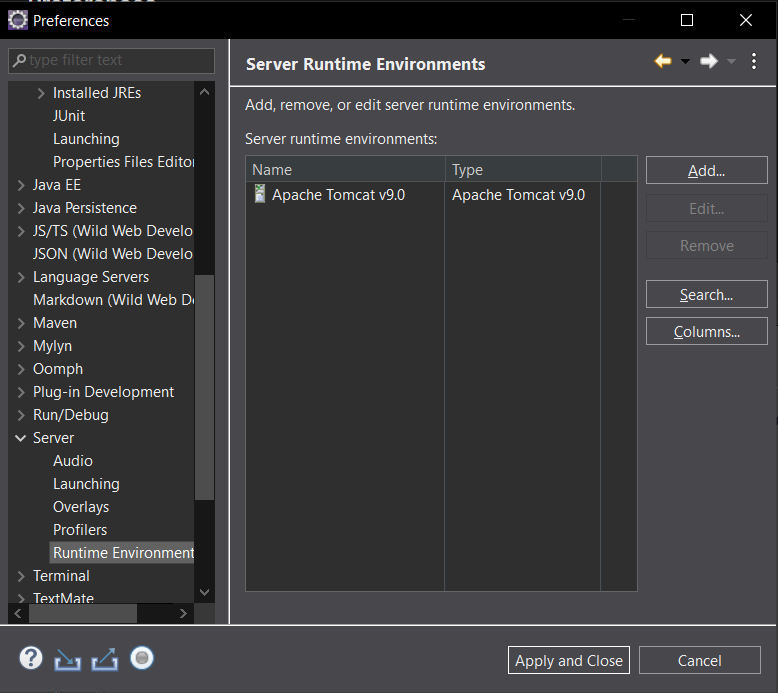 Preferences
type filter text
Installed JREs
JUnit
Launching
Properties Files Editor
Java EE
Java Persistence
JS/TS (Wild Web Develo
JSON (Wild Web Develo
Language Servers
Markdown (Wild Web De
Maven
Mylyn
Oomph
Plug-in Development
Run/Debug
Server
Audio
Launching
Overlays
Profilers
Runtime Environment
Terminal
TextMate
Server Runtime Environments
Add, remove, or edit server runtime environments.
Server runtime environments:
Name Type
Apache Tomcat v9.0 Apache Tomcat v9.0
Add...
Edit...
Remove
Search...
Columns...
?
Apply and Close
Cancel